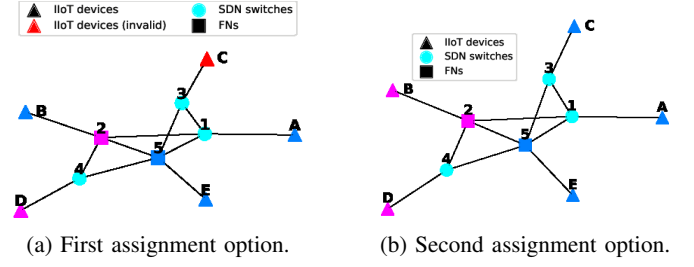 IIoT devices
IIoT devices (invalid)
SDN switches
FNs
C
3
B
2
1
A
5
4
E
D
IIoT devices
SDN switches
FNs
C
3
B
2
1
A
5
4
E
D
(a) First assignment option.
(b) Second assignment option.